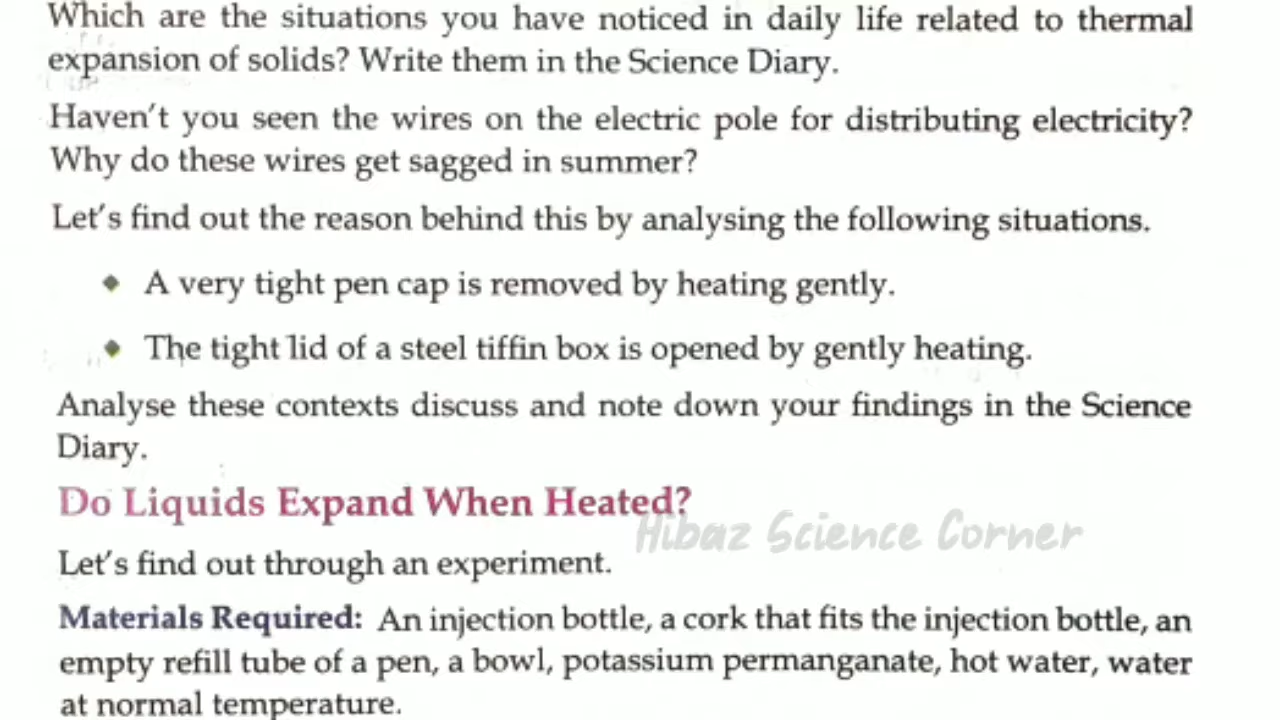 Which are the situations you have noticed in daily life related to thermal
expansion of solids? Write them in the Science Diary.
Haven't you seen the wires on the electric pole for distributing electricity?
Why do these wires get sagged in summer?
Let's find out the reason behind this by analysing the following situations.
◆ A very tight pen cap is removed by heating gently.
◆ The tight lid of a steel tiffin box is opened by gently heating.
Analyse these contexts discuss and note down your findings in the Science
Diary.
Do Liquids Expand When Heated?
Hibaz Science Corner
Let's find out through an experiment.
Materials Required: An injection bottle, a cork that fits the injection bottle, an
empty refill tube of a pen, a bowl, potassium permanganate, hot water, water
at normal temperature.